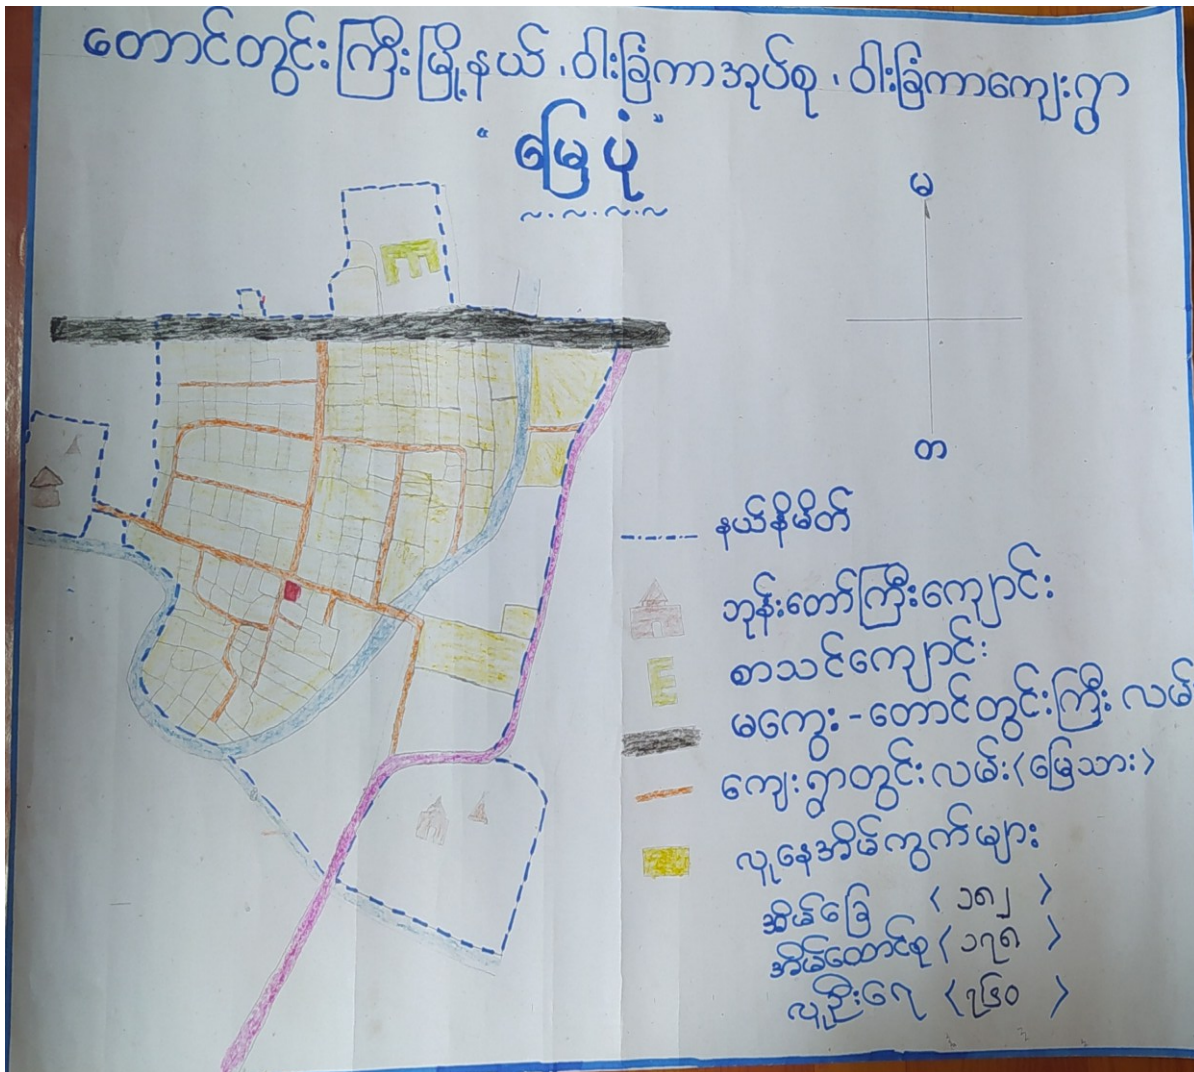 တောင်တွင်းကြီးမြို့နယ်၊ဝါးခြံကာအုပ်စု၊ဝါးခြံကာကျေးရွာ
"မြေပုံ"
မ
တ
နယ်နိမိတ်
ဘုန်းတော်ကြီးကျောင်း
စာသင်ကျောင်း
မကွေး-တောင်တွင်းကြီးလမ်း
ကျေးရွာတွင်းလမ်း<မြေသား>
လူနေအိမ်ကွက်များ
အိမ်ခြေ <၁၈၂>
အိမ်ထောင်စု <၁၇၈>
လူဦးရေ <၇၆၀>